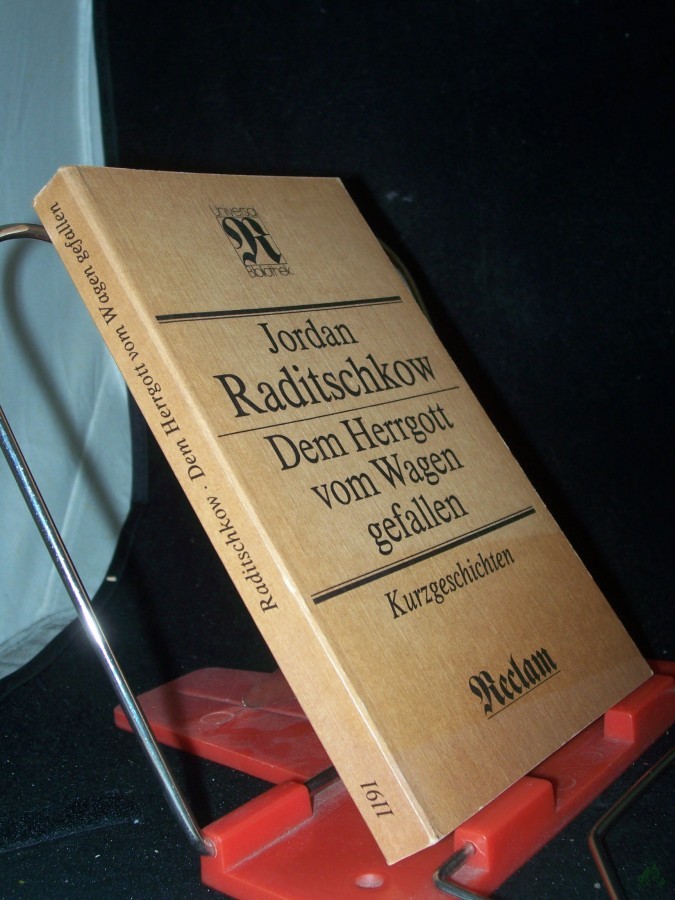 Universal
R
Bibliothek
Jordan
Raditschkow
Dem Herrgott
vom Wagen
gefallen
Kurzgeschichten
Reclam
Raditschkow · Dem Herrgott vom Wagen gefallen
1191